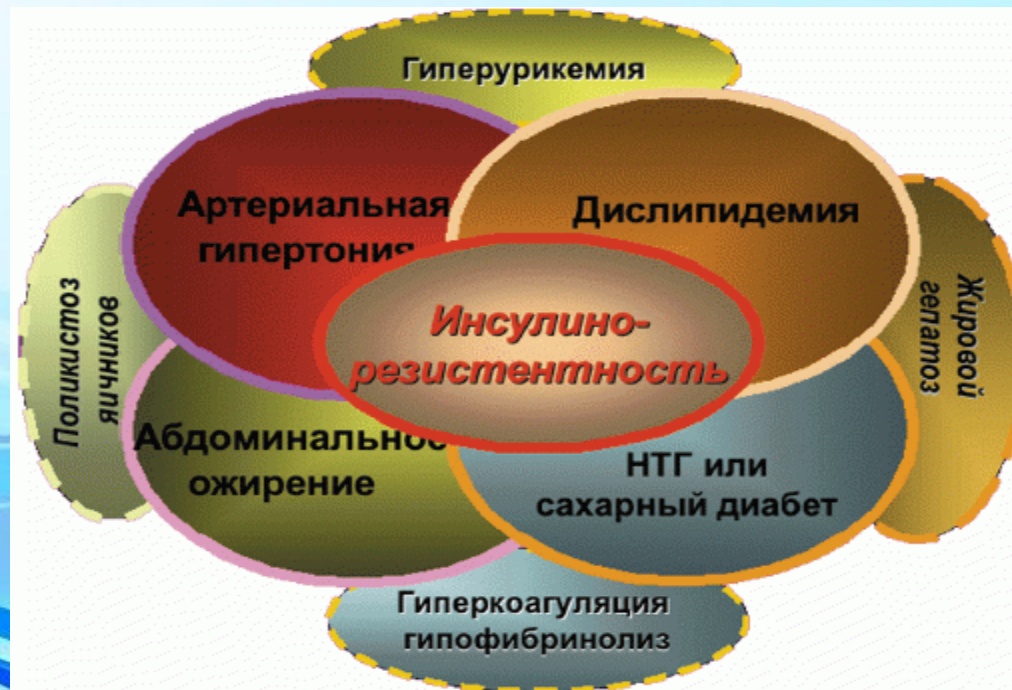 Гиперурикемия
Артериальная
гипертония
Дислипидемия
Поликистоз
яичников
Инсулино-
резистентность
Жировой
гепатоз
Абдоминальное
ожирение
НТГ или
сахарный диабет
Гиперкоагуляция
гипофибринолиз